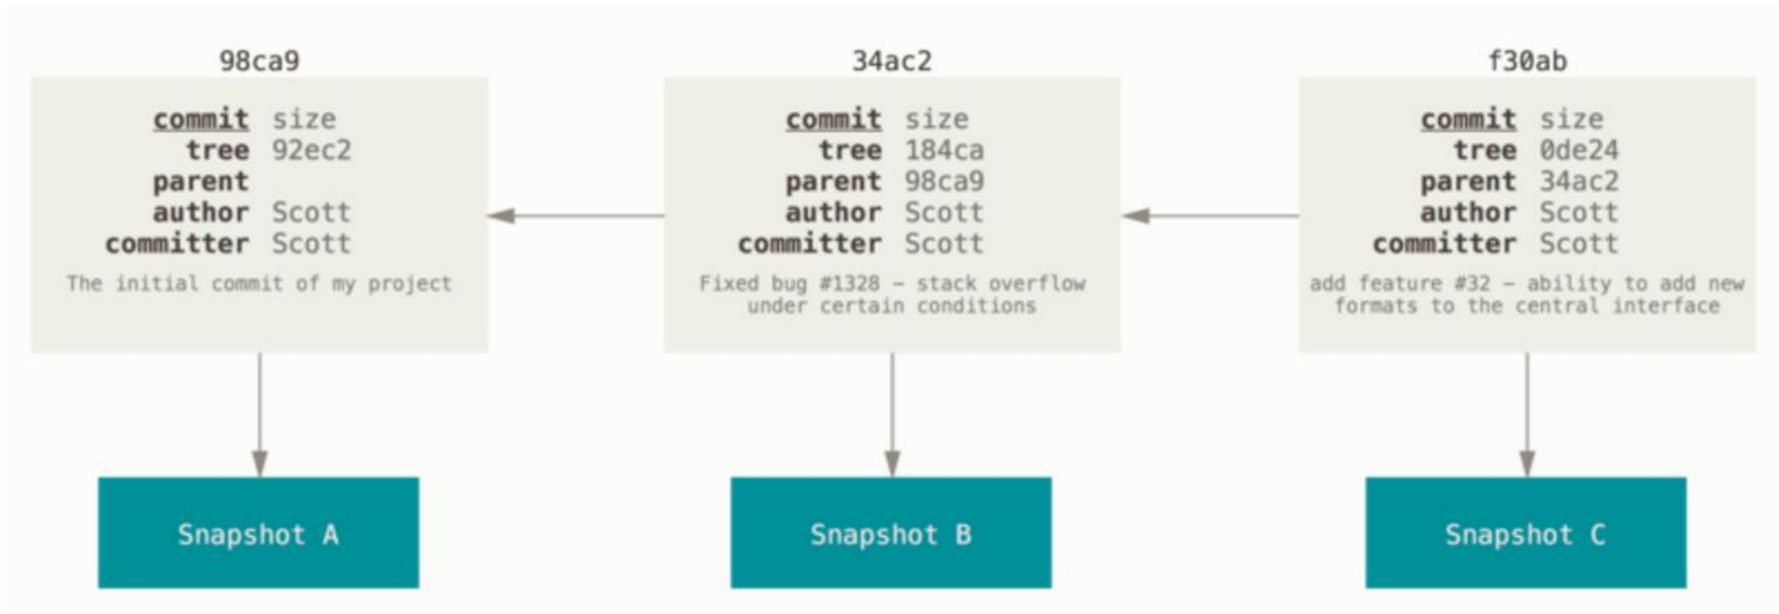 98ca9
commit size
tree 92ec2
parent
author Scott
committer Scott
The initial commit of my project
34ac2
commit size
tree 184ca
parent 98ca9
author Scott
committer Scott
Fixed bug #1328 – stack overflow
under certain conditions
f30ab
commit size
tree 0de24
parent 34ac2
author Scott
committer Scott
add feature #32 – ability to add new
formats to the central interface
Snapshot A
Snapshot B
Snapshot C